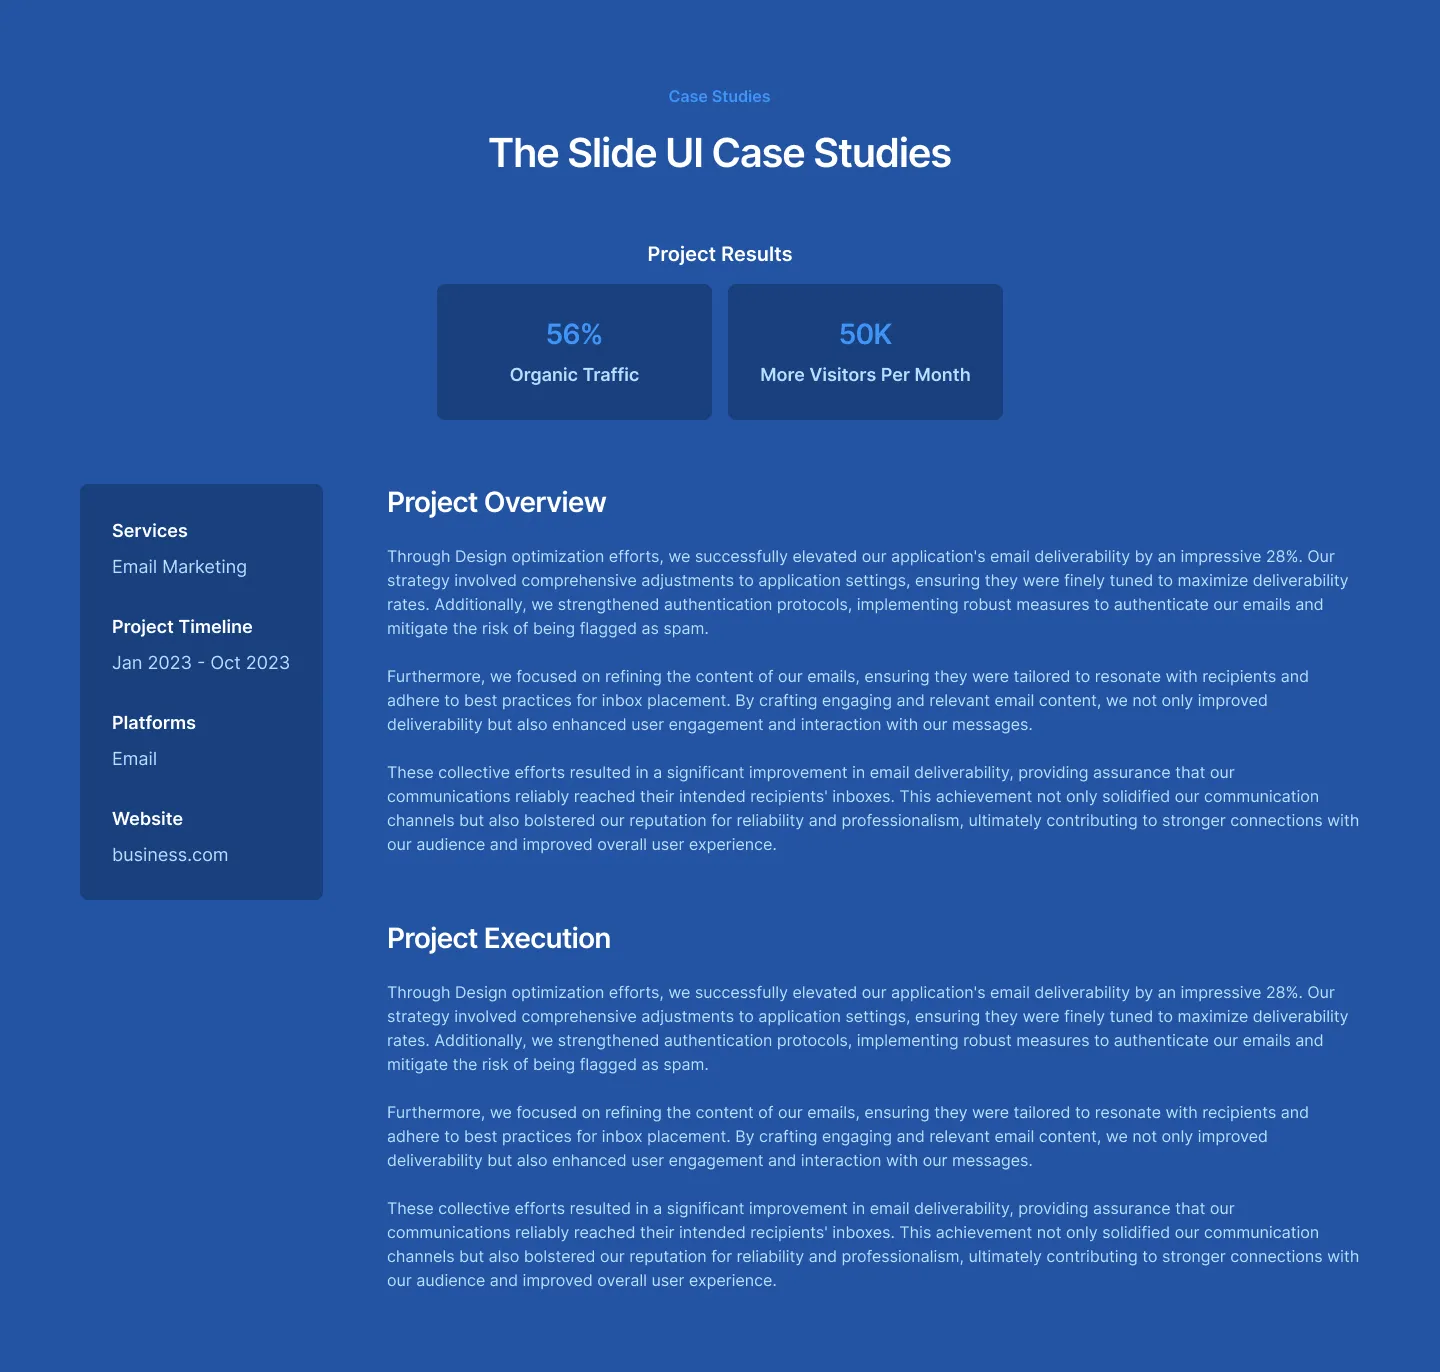 Case Studies
The Slide UI Case Studies
Project Results
56%
Organic Traffic
50K
More Visitors Per Month
Services
Email Marketing
Project Timeline
Jan 2023 - Oct 2023
Platforms
Email
Website
business.com
Project Overview
Through Design optimization efforts, we successfully elevated our application's email deliverability by an impressive 28%. Our
strategy involved comprehensive adjustments to application settings, ensuring they were finely tuned to maximize deliverability
rates. Additionally, we strengthened authentication protocols, implementing robust measures to authenticate our emails and
mitigate the risk of being flagged as spam.
Furthermore, we focused on refining the content of our emails, ensuring they were tailored to resonate with recipients and
adhere to best practices for inbox placement. By crafting engaging and relevant email content, we not only improved
deliverability but also enhanced user engagement and interaction with our messages.
These collective efforts resulted in a significant improvement in email deliverability, providing assurance that our
communications reliably reached their intended recipients' inboxes. This achievement not only solidified our communication
channels but also bolstered our reputation for reliability and professionalism, ultimately contributing to stronger connections with
our audience and improved overall user experience.
Project Execution
Through Design optimization efforts, we successfully elevated our application's email deliverability by an impressive 28%. Our
strategy involved comprehensive adjustments to application settings, ensuring they were finely tuned to maximize deliverability
rates. Additionally, we strengthened authentication protocols, implementing robust measures to authenticate our emails and
mitigate the risk of being flagged as spam.
Furthermore, we focused on refining the content of our emails, ensuring they were tailored to resonate with recipients and
adhere to best practices for inbox placement. By crafting engaging and relevant email content, we not only improved
deliverability but also enhanced user engagement and interaction with our messages.
These collective efforts resulted in a significant improvement in email deliverability, providing assurance that our
communications reliably reached their intended recipients' inboxes. This achievement not only solidified our communication
channels but also bolstered our reputation for reliability and professionalism, ultimately contributing to stronger connections with
our audience and improved overall user experience.